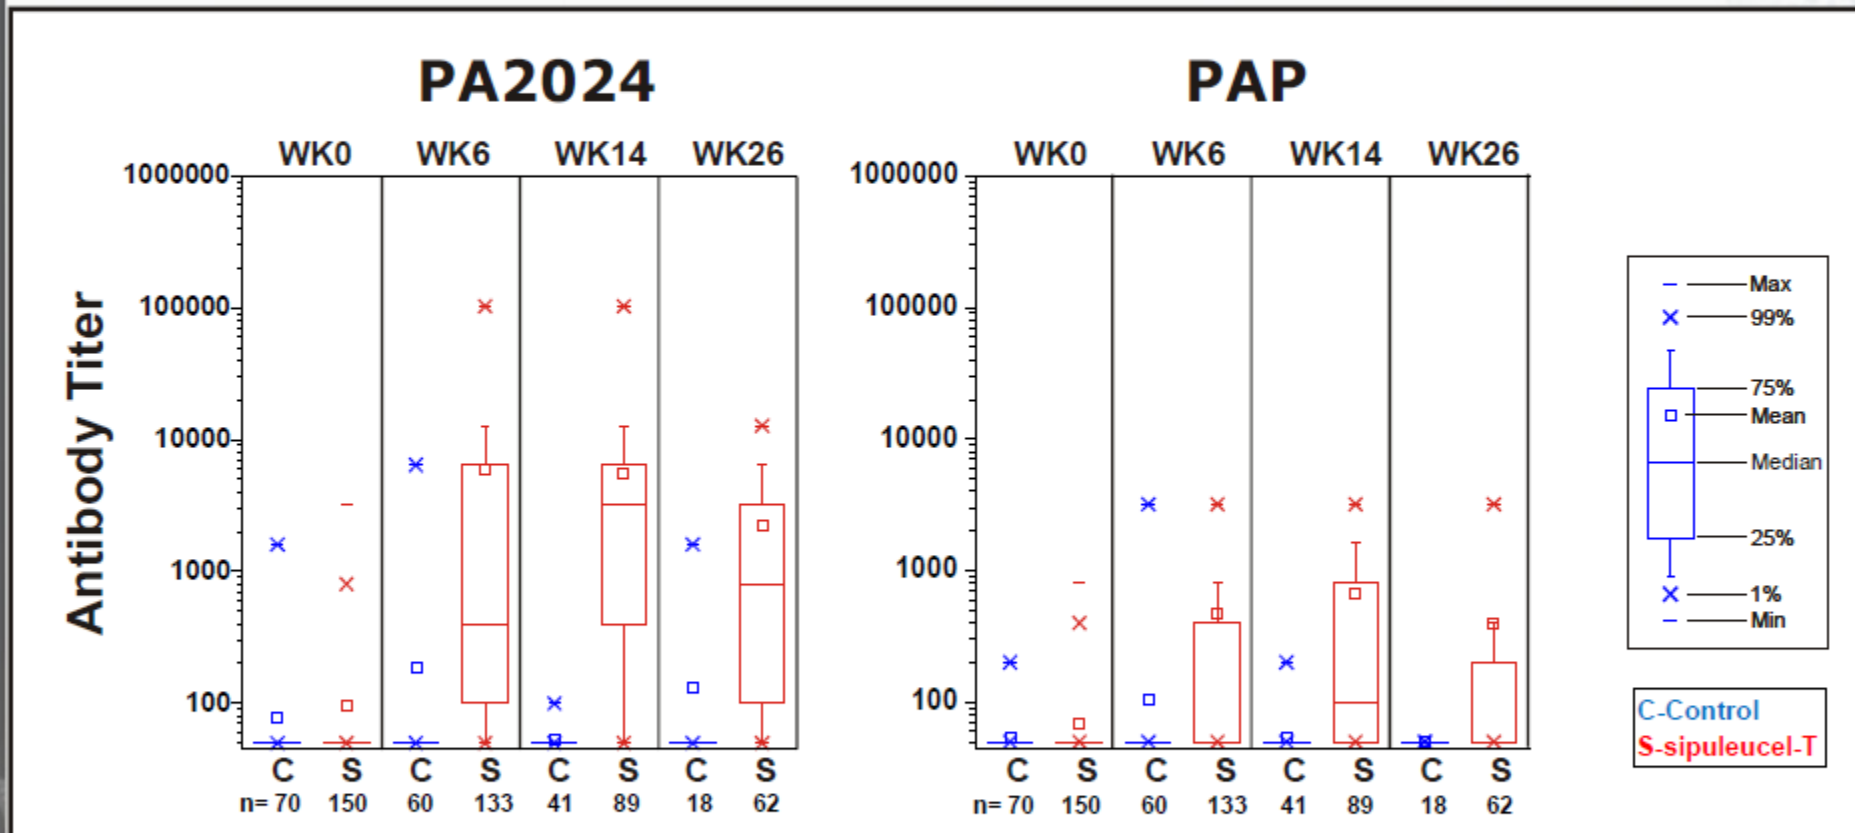 PA2024
PAP
WK0 WK6 WK14 WK26
WK0 WK6 WK14 WK26
Antibody Titer
1000000
100000
10000
1000
100
1000000
100000
10000
1000
100
C S C S C S C S
n= 70 150 60 133 41 89 18 62
C S C S C S C S
n= 70 150 60 133 41 89 18 62
Max
99%
75%
Mean
Median
25%
1%
Min
C-Control
S-sipuleucel-T